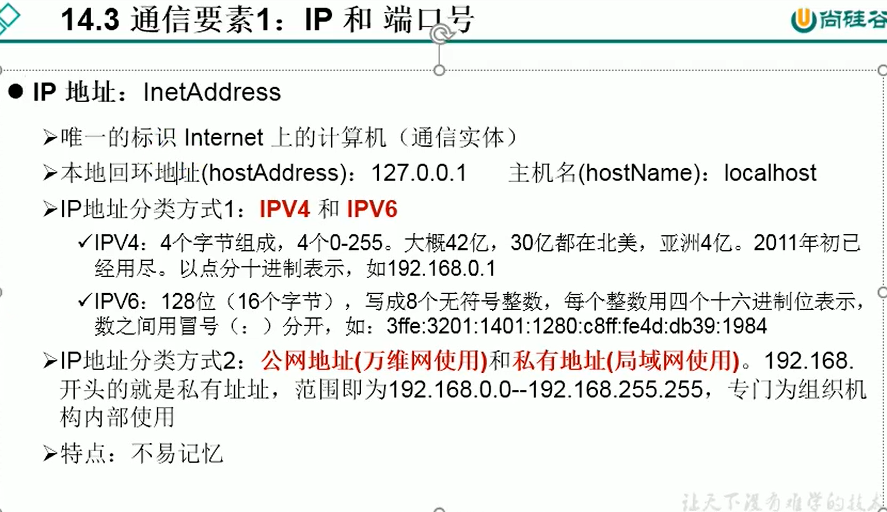 14.3 通信要素1：IP 和 端口号
尚硅谷
● IP 地址：InetAddress
➢唯一的标识 Internet 上的计算机（通信实体）
➢本地回环地址(hostAddress)：127.0.0.1 主机名(hostName)：localhost
➢IP地址分类方式1：IPV4 和 IPV6
✓IPV4：4个字节组成，4个0-255。大概42亿，30亿都在北美，亚洲4亿。2011年初已
经用尽。以点分十进制表示，如192.168.0.1
✓IPV6：128位（16个字节），写成8个无符号整数，每个整数用四个十六进制位表示，
数之间用冒号（：）分开，如：3ffe:3201:1401:1280:c8ff:fe4d:db39:1984
➢IP地址分类方式2：公网地址(万维网使用)和私有地址(局域网使用)。192.168.
开头的就是私有址址，范围即为192.168.0.0--192.168.255.255，专门为组织机
构内部使用
➢特点：不易记忆
让天下没有难学的技术